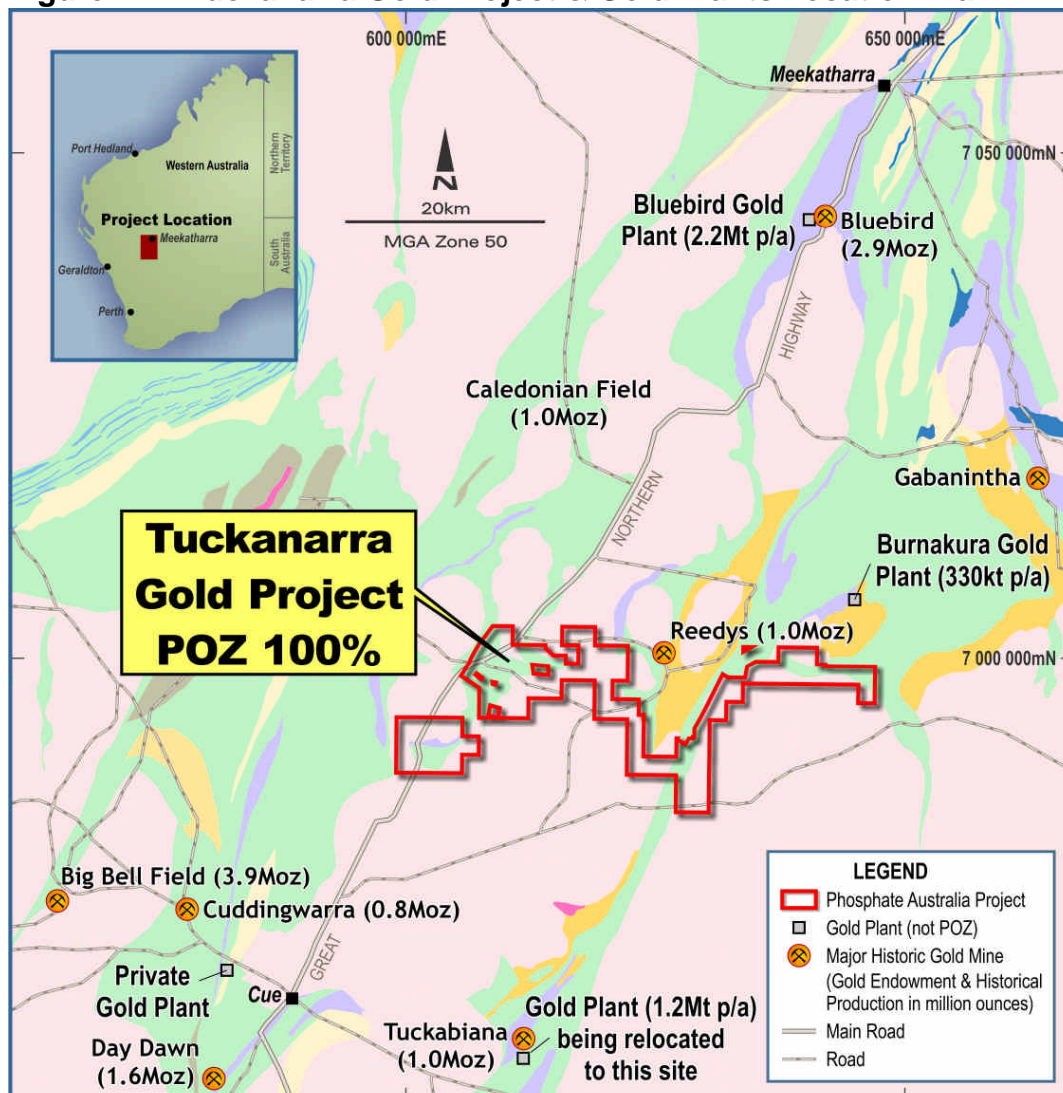 600 000mE
650 000mE
Meekatharra
7 050 000mN
Port Hedland
Western Australia
Northern
Territory
Project Location
Meekatharra
South
Australia
Geraldton
Perth
N
20km
MGA Zone 50
Bluebird Gold
Plant (2.2Mt p/a)
Bluebird
(2.9Moz)
HIGHWAY
Caledonian Field
(1.0Moz)
NORTHERN
Gabanintha
Tuckanarra
Gold Project
POZ 100%
Burnakura Gold
Plant (330kt p/a)
Reedys (1.0Moz)
7 000 000mN
Big Bell Field (3.9Moz)
Cuddingwarra (0.8Moz)
GREAT
Private
Gold Plant
Cue
Day Dawn
(1.6Moz)
Tuckabiana
(1.0Moz)
Gold Plant (1.2Mt p/a)
being relocated
to this site
LEGEND
Phosphate Australia Project
Gold Plant (not POZ)
Major Historic Gold Mine
(Gold Endowment & Historical
Production in million ounces)
Main Road
Road